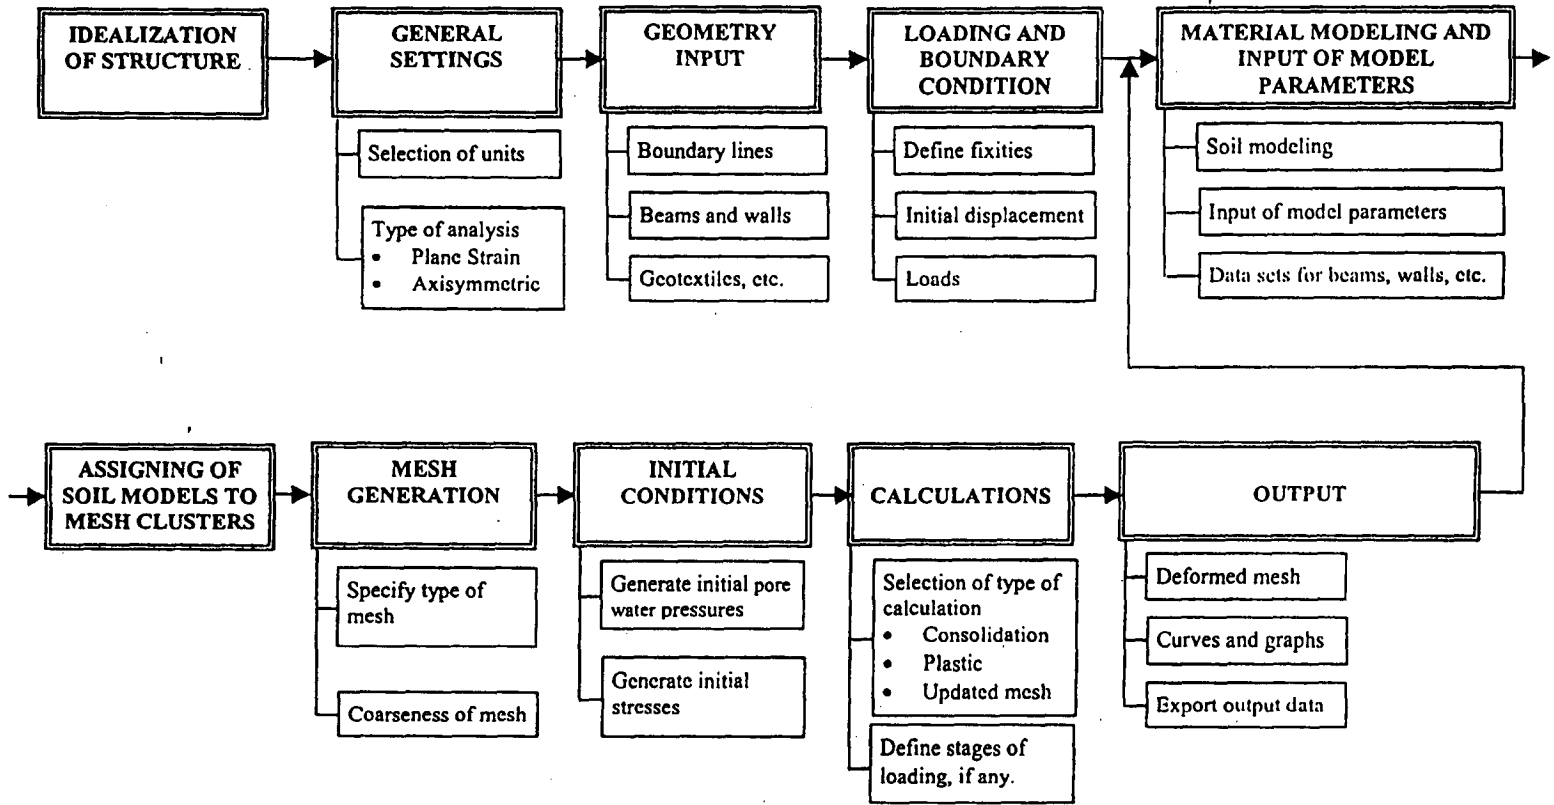 IDEALIZATION
OF STRUCTURE
GENERAL
SETTINGS
Selection of units
Type of analysis
• Plane Strain
• Axisymmetric
GEOMETRY
INPUT
Boundary lines
Beams and walls
Geotextiles, etc.
LOADING AND
BOUNDARY
CONDITION
Define fixities
Initial displacement
Loads
MATERIAL MODELING AND
INPUT OF MODEL
PARAMETERS
Soil modeling
Input of model parameters
Data sets for beams, walls, etc.
ASSIGNING OF
SOIL MODELS TO
MESH CLUSTERS
MESH
GENERATION
Specify type of
mesh
Coarseness of mesh
INITIAL
CONDITIONS
Generate initial pore
water pressures
Generate initial
stresses
CALCULATIONS
Selection of type of
calculation
• Consolidation
• Plastic
• Updated mesh
Define stages of
loading, if any.
OUTPUT
Deformed mesh
Curves and graphs
Export output data